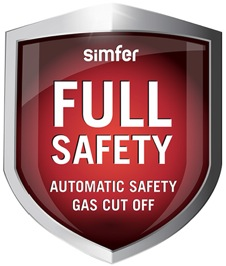 simfer
FULL
SAFETY
AUTOMATIC SAFETY
GAS CUT OFF